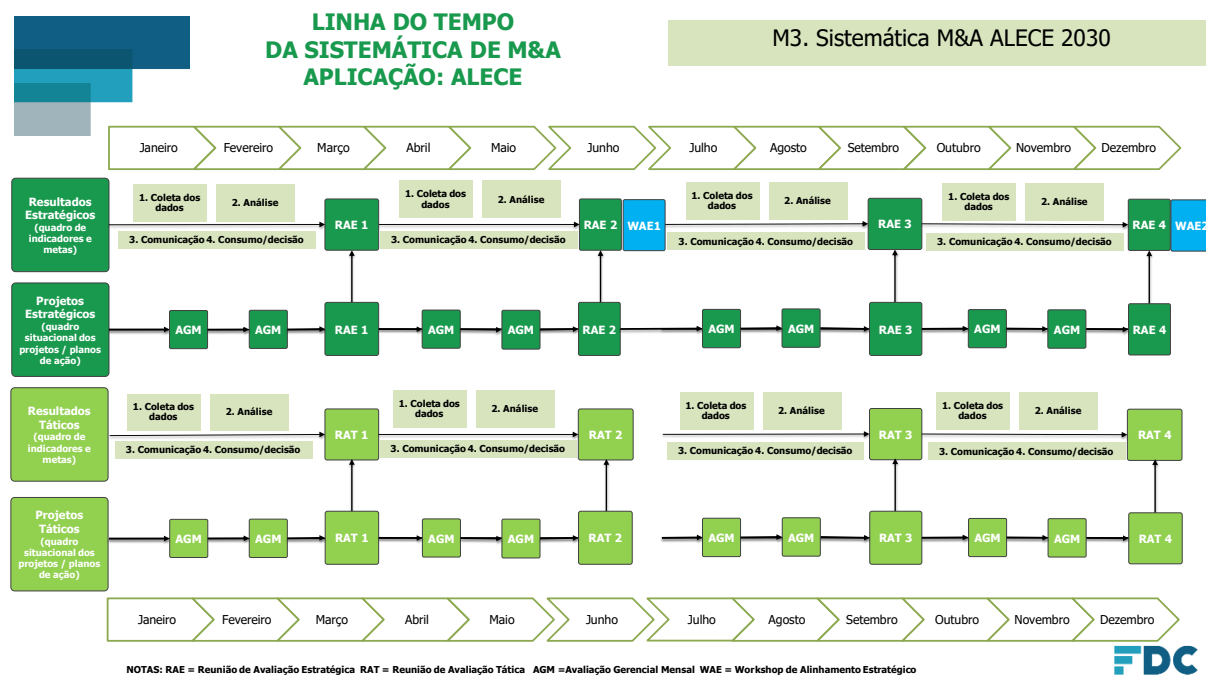 LINHA DO TEMPO
DA SISTEMÁTICA DE M&A
APLICAÇÃO: ALECE
M3. Sistemática M&A ALECE 2030
Janeiro
Fevereiro
Março
Abril
Maio
Junho
Julho
Agosto
Setembro
Outubro
Novembro
Dezembro
Resultados
Estratégicos
(quadro de
indicadores e
metas)
1. Coleta dos
dados
2. Análise
3. Comunicação 4. Consumo/decisão
RAE 1
1. Coleta dos
dados
2. Análise
3. Comunicação 4. Consumo/decisão
RAE 2
WAE1
1. Coleta dos
dados
2. Análise
3. Comunicação 4. Consumo/decisão
RAE 3
1. Coleta dos
dados
2. Análise
3. Comunicação 4. Consumo/decisão
RAE 4
WAE2
Projetos
Estratégicos
(quadro
situacional dos
projetos / planos
de ação)
AGM
AGM
RAE 1
AGM
AGM
RAE 2
AGM
AGM
RAE 3
AGM
AGM
RAE 4
Resultados
Táticos
(quadro de
indicadores e
metas)
1. Coleta dos
dados
2. Análise
3. Comunicação 4. Consumo/decisão
RAT 1
1. Coleta dos
dados
2. Análise
3. Comunicação 4. Consumo/decisão
RAT 2
1. Coleta dos
dados
2. Análise
3. Comunicação 4. Consumo/decisão
RAT 3
1. Coleta dos
dados
2. Análise
3. Comunicação 4. Consumo/decisão
RAT 4
Projetos
Táticos
(quadro
situacional dos
projetos / planos
de ação)
AGM
AGM
RAT 1
AGM
AGM
RAT 2
AGM
AGM
RAT 3
AGM
AGM
RAT 4
Janeiro
Fevereiro
Março
Abril
Maio
Junho
Julho
Agosto
Setembro
Outubro
Novembro
Dezembro
NOTAS: RAE = Reunião de Avaliação Estratégica RAT = Reunião de Avaliação Tática AGM =Avaliação Gerencial Mensal WAE = Workshop de Alinhamento Estratégico
FDC